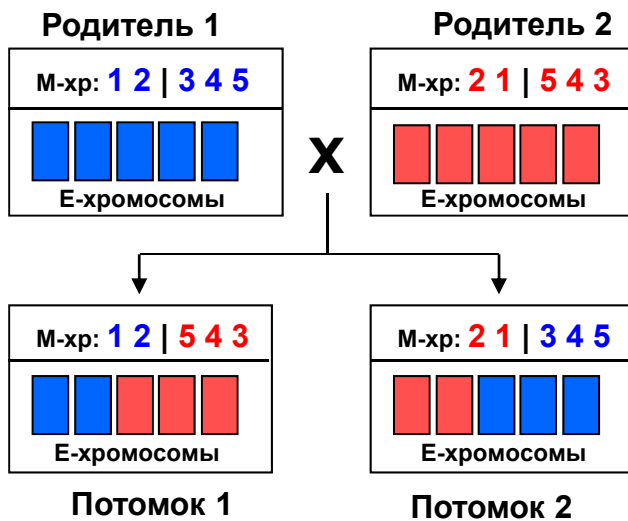 Родитель 1
Родитель 2
М-хр: 1 2 | 3 4 5
М-хр: 2 1 | 5 4 3
Е-хромосомы
X
Е-хромосомы
М-хр: 1 2 | 5 4 3
М-хр: 2 1 | 3 4 5
Е-хромосомы
Е-хромосомы
Потомок 1
Потомок 2